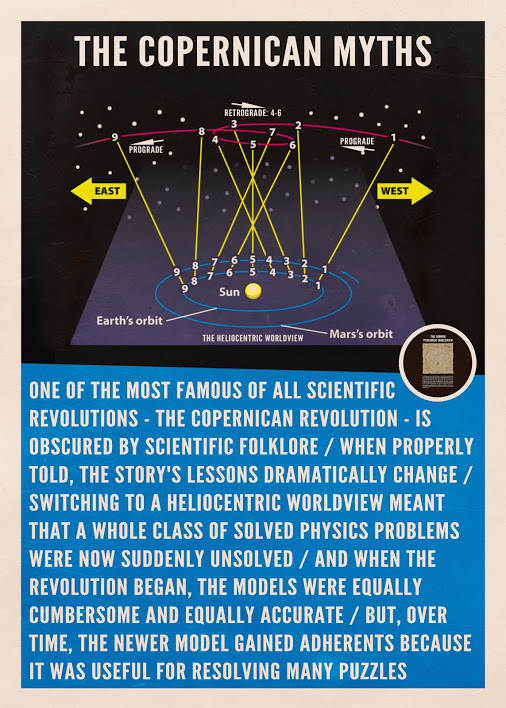 THE COPERNICAN MYTHS
RETROGRADE: 4-6
9 8 3 7 2 1
4 5 6
PROGRADE
PROGRADE
EAST
WEST
9 8 7 6 5 4 3 2 1
9 8 7 6 5 4 3 2 1
Sun
Earth's orbit
Mars's orbit
THE HELIOCENTRIC WORLDVIEW
THE FORMER
PTOLEMAIC WORLDVIEW
ONE OF THE MOST FAMOUS OF ALL SCIENTIFIC
REVOLUTIONS - THE COPERNICAN REVOLUTION - IS
OBSCURED BY SCIENTIFIC FOLKLORE / WHEN PROPERLY
TOLD, THE STORY'S LESSONS DRAMATICALLY CHANGE /
SWITCHING TO A HELIOCENTRIC WORLDVIEW MEANT
THAT A WHOLE CLASS OF SOLVED PHYSICS PROBLEMS
WERE NOW SUDDENLY UNSOLVED / AND WHEN THE
REVOLUTION BEGAN, THE MODELS WERE EQUALLY
CUMBERSOME AND EQUALLY ACCURATE / BUT, OVER
TIME, THE NEWER MODEL GAINED ADHERENTS BECAUSE
IT WAS USEFUL FOR RESOLVING MANY PUZZLES